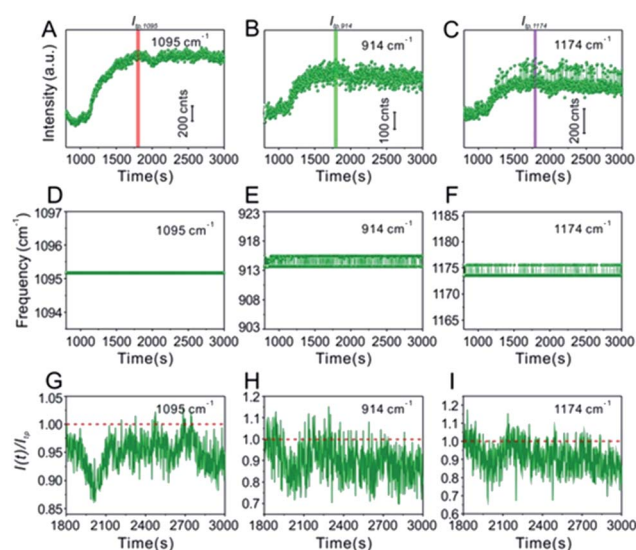 I tp,1095 I tp,914 I tp,1174
A 1095 cm⁻¹ B 914 cm⁻¹ C 1174 cm⁻¹
Intensity (a.u.)
200 cnts 100 cnts 200 cnts
1000 1500 2000 2500 3000 1000 1500 2000 2500 3000 1000 1500 2000 2500 3000
Time(s) Time(s) Time(s)
D 1095 cm⁻¹ E 914 cm⁻¹ F 1174 cm⁻¹
Frequency (cm⁻¹)
1097 923 1185
1096 918 1180
1095 913 1175
1094 908 1170
903 1165
1000 1500 2000 2500 3000 1000 1500 2000 2500 3000 1000 1500 2000 2500 3000
Time(s) Time(s) Time(s)
G 1095 cm⁻¹ H 914 cm⁻¹ I 1174 cm⁻¹
I(t)/I tp
1.05 1.2 1.2
1.00 1.1 1.1
0.95 1.0 1.0
0.90 0.9 0.9
0.85 0.8 0.8
0.7 0.7
0.6
1800 2100 2400 2700 3000 1800 2100 2400 2700 3000 1800 2100 2400 2700 3000
Time(s) Time(s) Time(s)